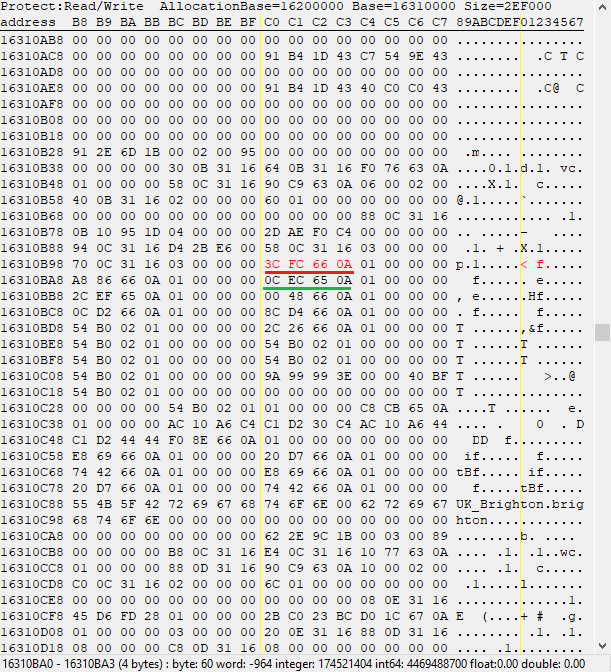 Protect:Read/Write AllocationBase=16200000 Base=16310000 Size=2EF000
address B8 B9 BA BB BC BD BE BF C0 C1 C2 C3 C4 C5 C6 C7 89ABCDEF01234567
16310AB8 00 00 00 00 00 00 00 00 00 00 00 00 00 00 00 00 ................
16310AC8 00 00 00 00 00 00 00 00 91 B4 1D 43 C7 54 9E 43 ........ .C T C
16310AD8 00 00 00 00 00 00 00 00 00 00 00 00 00 00 00 00 ................
16310AE8 00 00 00 00 00 00 00 00 91 B4 1D 43 40 C0 C0 43 ........ .C@ C
16310AF8 00 00 00 00 00 00 00 00 00 00 00 00 00 00 00 00 ................
16310B08 00 00 00 00 00 00 00 00 00 00 00 00 00 00 00 00 ................
16310B18 00 00 00 00 00 00 00 00 00 00 00 00 00 00 00 00 ................
16310B28 91 2E 6D 1B 00 02 00 95 00 00 00 00 00 00 00 00 .m.... ........
16310B38 00 00 00 00 30 0B 31 16 64 0B 31 16 F0 76 63 0A ....0.1.d.1. vc.
16310B48 01 00 00 00 58 0C 31 16 90 C9 63 0A 06 00 02 00 ....X.1. c.....
16310B58 40 0B 31 16 02 00 00 00 60 01 00 00 00 00 00 00 @.1.....`.......
16310B68 00 00 00 00 00 00 00 00 00 00 00 00 88 0C 31 16 ............ .1.
16310B78 0B 10 95 1D 04 00 00 00 2D AE F0 C4 00 00 00 00 .. .....- ....
16310B88 94 0C 31 16 D4 2B E6 00 58 0C 31 16 03 00 00 00 .1. + .X.1.....
16310B98 70 0C 31 16 03 00 00 00 3C FC 66 0A 01 00 00 00 p.1.....< f.....
16310BA8 A8 86 66 0A 01 00 00 00 0C EC 65 0A 01 00 00 00 f...... e.....
16310BB8 2C EF 65 0A 01 00 00 00 00 48 66 0A 01 00 00 00 , e......Hf.....
16310BC8 0C D2 66 0A 01 00 00 00 8C D4 66 0A 01 00 00 00 . f..... f.....
16310BD8 54 B0 02 01 00 00 00 00 2C 26 66 0A 01 00 00 00 T ......,&f.....
16310BE8 54 B0 02 01 00 00 00 00 54 B0 02 01 00 00 00 00 T ......T ......
16310BF8 54 B0 02 01 00 00 00 00 54 B0 02 01 00 00 00 00 T ......T ......
16310C08 54 B0 02 01 00 00 00 00 9A 99 99 3E 00 00 40 BF T ...... >..@
16310C18 54 B0 02 01 00 00 00 00 00 00 00 00 00 00 00 00 T ..............
16310C28 00 00 00 00 54 B0 02 01 01 00 00 00 C8 CB 65 0A ....T ...... e.
16310C38 01 00 00 00 AC 10 A6 C4 C1 D2 30 C4 AC 10 A6 44 .... . 0 . D
16310C48 C1 D2 44 44 F0 8E 66 0A 01 00 00 00 00 00 00 00 DD f.........
16310C58 E8 69 66 0A 01 00 00 00 20 D7 66 0A 01 00 00 00 if..... f.....
16310C68 74 42 66 0A 01 00 00 00 E8 69 66 0A 01 00 00 00 tBf..... if.....
16310C78 20 D7 66 0A 01 00 00 00 74 42 66 0A 01 00 00 00 f.....tBf.....
16310C88 55 4B 5F 42 72 69 67 68 74 6F 6E 00 62 72 69 67 UK_Brighton.brig
16310C98 68 74 6F 6E 00 00 00 00 00 00 00 00 00 00 00 00 hton............
16310CA8 00 00 00 00 00 00 00 00 62 2E 9C 1B 00 03 00 89 ........b. ....
16310CB8 00 00 00 00 B8 0C 31 16 E4 0C 31 16 10 77 63 0A .... .1. .1..wc.
16310CC8 01 00 00 00 88 0D 31 16 90 C9 63 0A 10 00 02 00 .... .1. c.....
16310CD8 C0 0C 31 16 02 00 00 00 6C 01 00 00 00 00 00 00 .1.....l.......
16310CE8 00 00 00 00 00 00 00 00 00 00 00 00 80 0E 31 16 ............ .1.
16310CF8 45 D6 FD 28 01 00 00 00 2B C0 23 BC D0 1C 67 0A E (....+ # .g.
16310D08 01 00 00 00 03 00 00 00 20 0E 31 16 88 0D 31 16 ........ .1. .1.
16310D18 08 00 00 00 C8 0D 31 16 08 00 00 00 00 00 00 00 ...... .1.........
16310BA0 - 16310BA3 (4 bytes) : byte: 60 word: -964 integer: 174521404 int64: 4469488700 float:0.00 double: 0.00